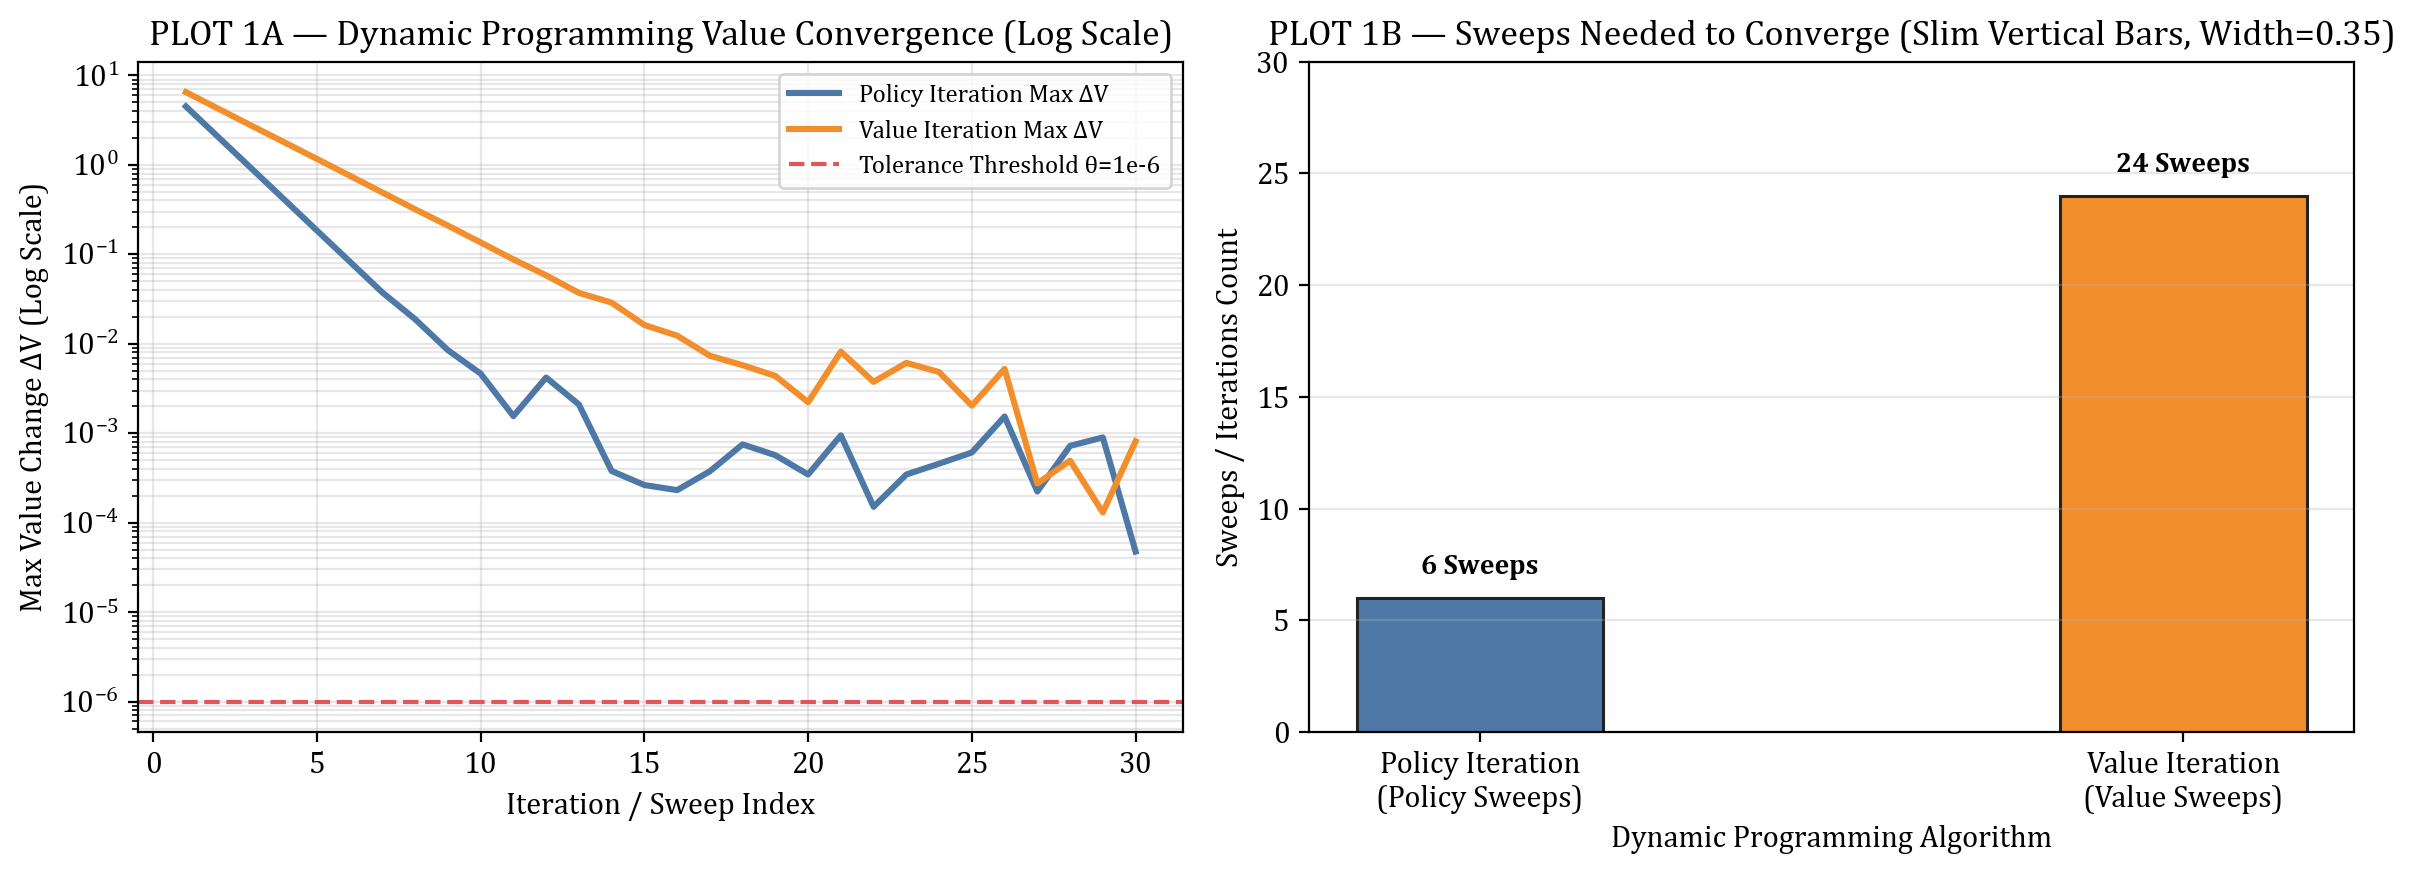 PLOT 1A — Dynamic Programming Value Convergence (Log Scale)
Max Value Change ΔV (Log Scale)
10¹
10⁰
10⁻¹
10⁻²
10⁻³
10⁻⁴
10⁻⁵
10⁻⁶
Policy Iteration Max ΔV
Value Iteration Max ΔV
Tolerance Threshold θ=1e-6
0 5 10 15 20 25 30
Iteration / Sweep Index
PLOT 1B — Sweeps Needed to Converge (Slim Vertical Bars, Width=0.35)
Sweeps / Iterations Count
30
25
20
15
10
5
0
6 Sweeps
24 Sweeps
Policy Iteration
(Policy Sweeps)
Value Iteration
(Value Sweeps)
Dynamic Programming Algorithm